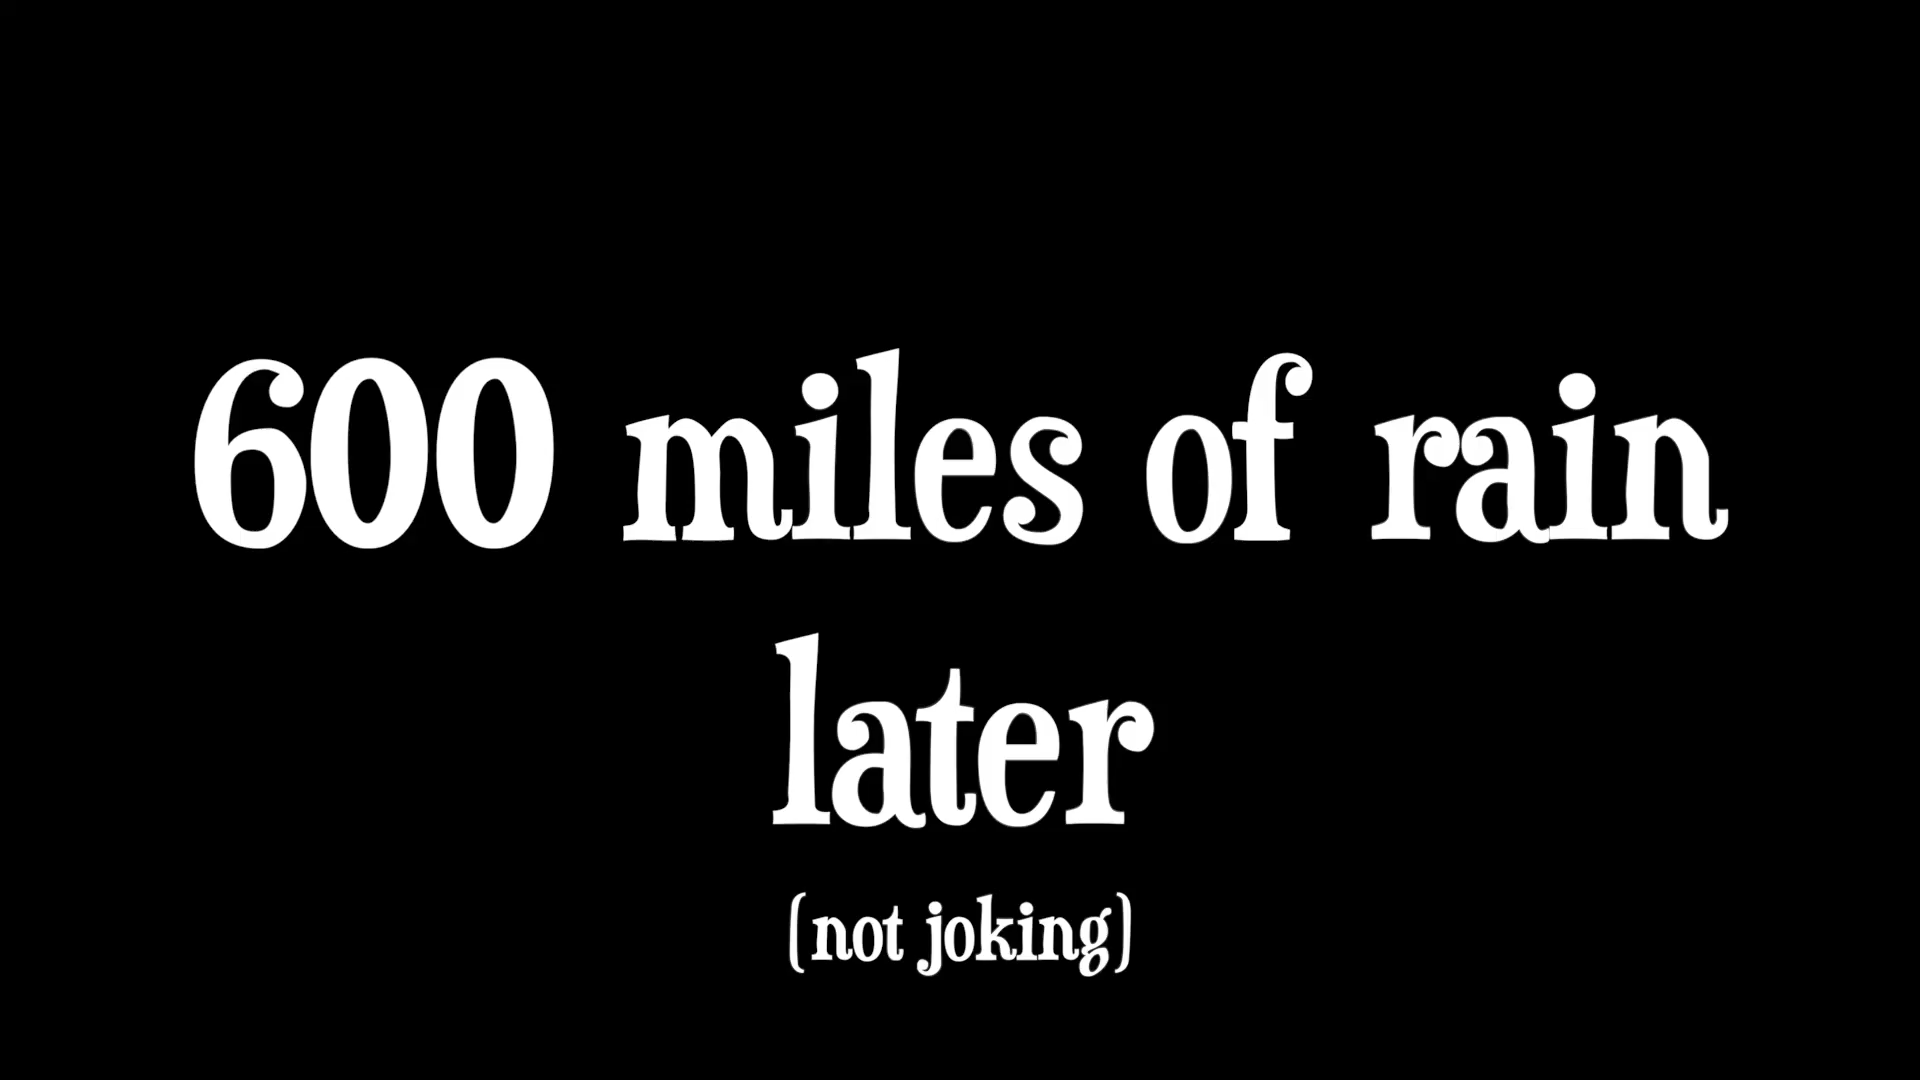 600 miles of rain
later
(not joking)